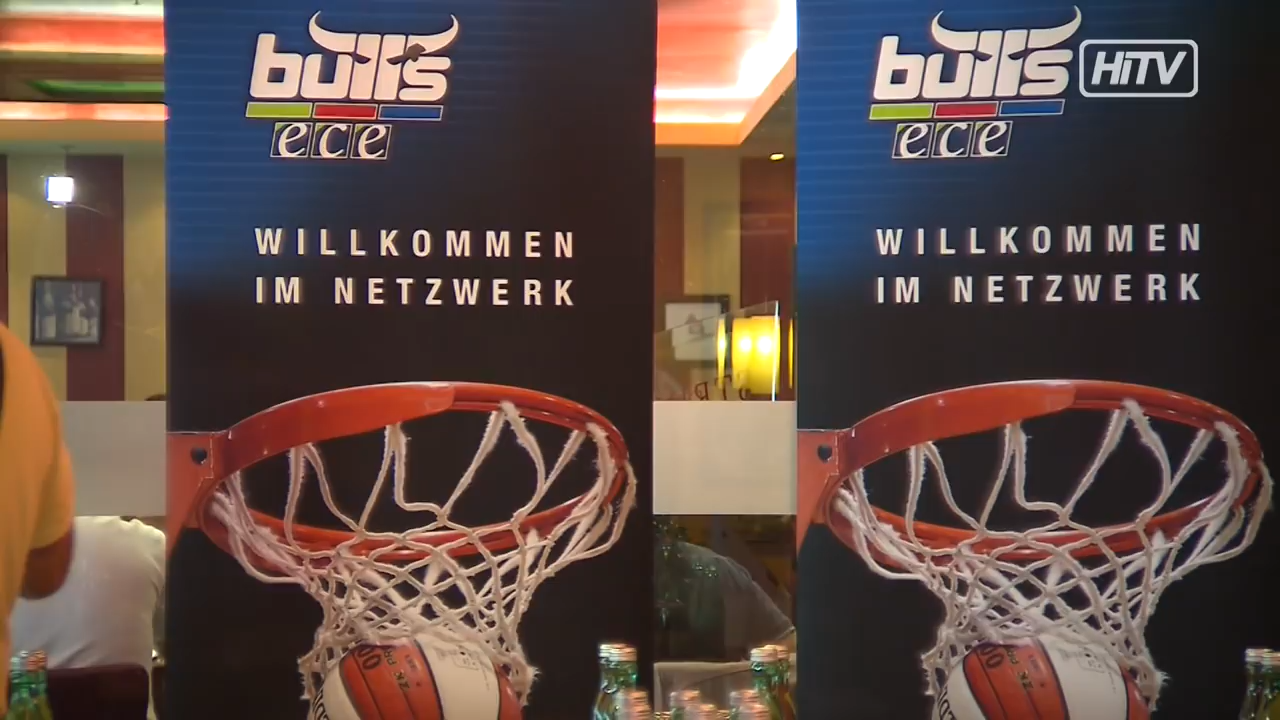 bulls
ece
WILLKOMMEN
IM NETZWERK
bulls
ece
WILLKOMMEN
IM NETZWERK
HiTV